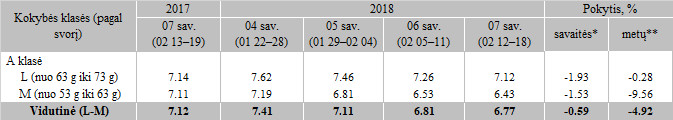 Kokybės klasės (pagal svorį) 2017 2018 Pokytis, %
07 sav. (02 13–19) 04 sav. (01 22–28) 05 sav. (01 29–02 04) 06 sav. (02 05–11) 07 sav. (02 12–18) savaitės* metų**
A klasė
L (nuo 63 g iki 73 g) 7.14 7.62 7.46 7.26 7.12 -1.93 -0.28
M (nuo 53 g iki 63 g) 7.11 7.19 6.81 6.53 6.43 -1.53 -9.56
Vidutinė (L-M) 7.12 7.41 7.11 6.81 6.77 -0.59 -4.92